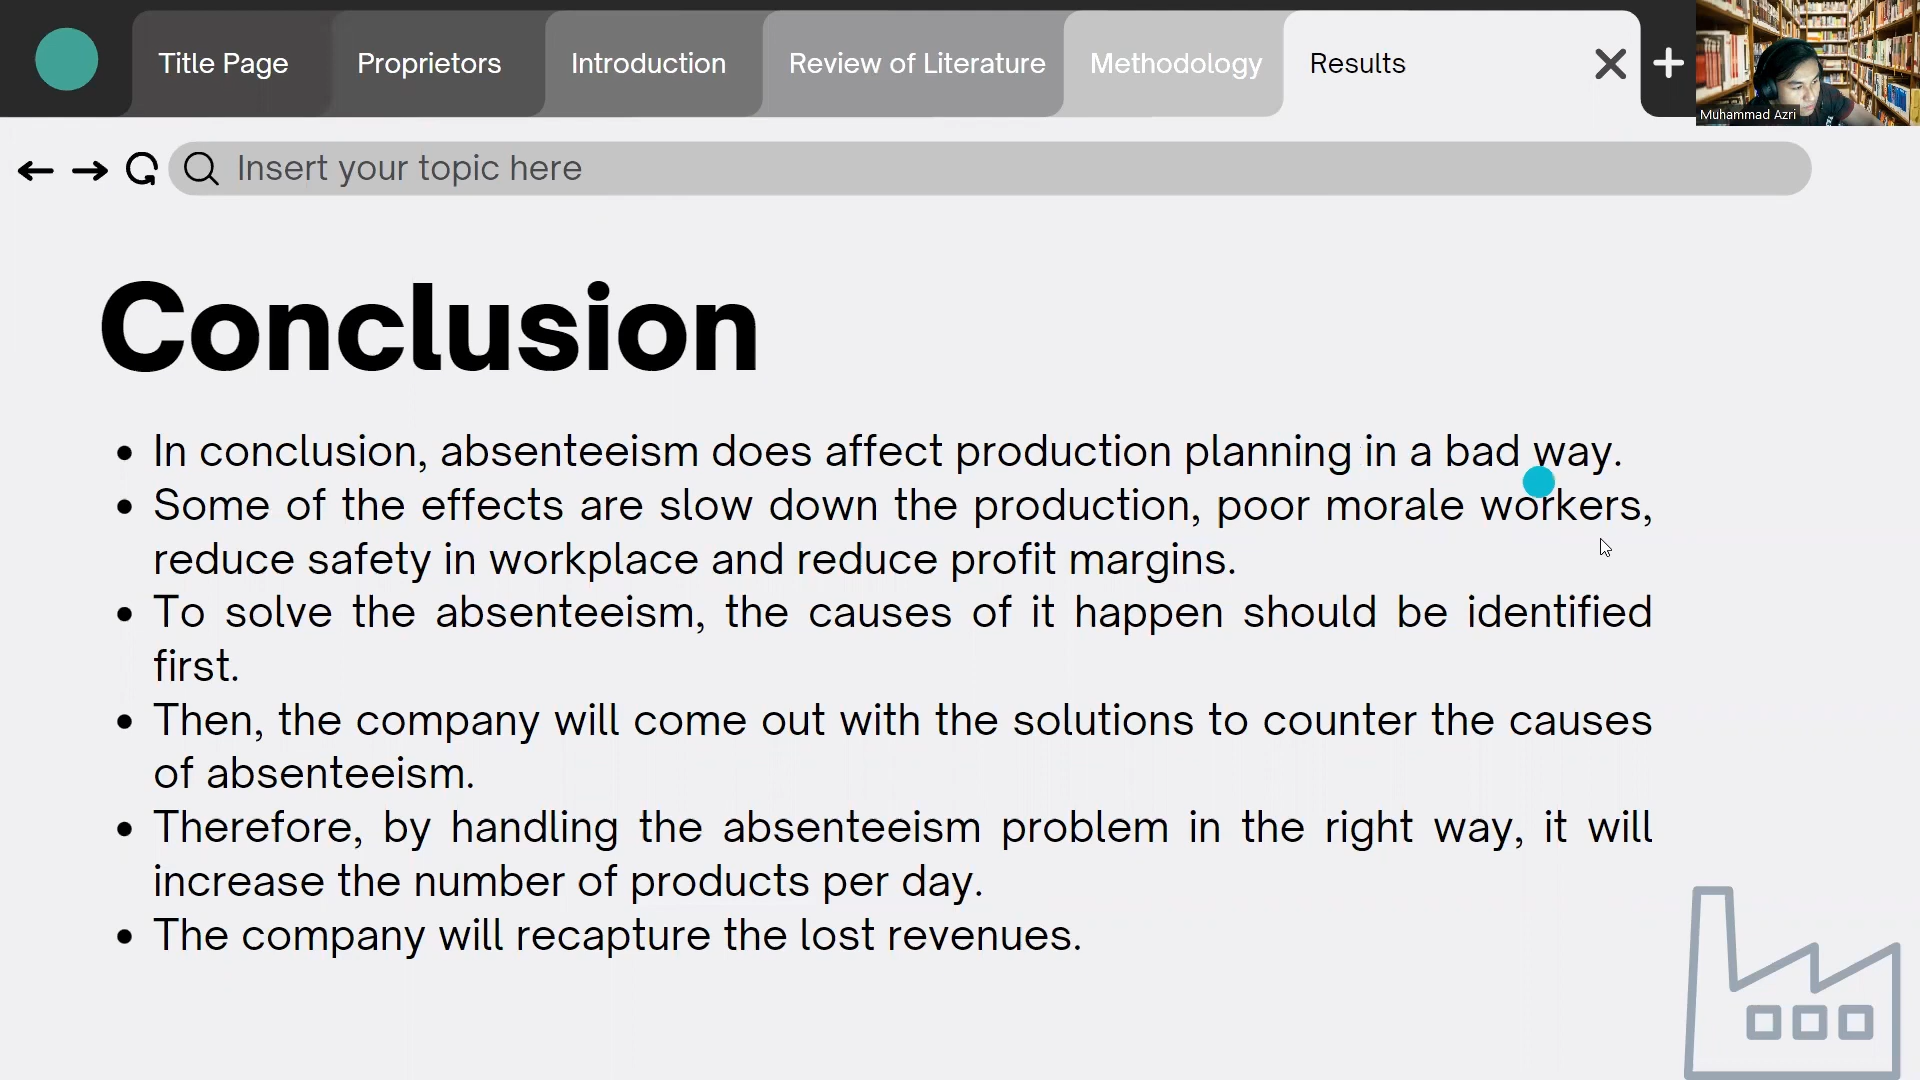 Title Page
Proprietors
Introduction
Review of Literature
Methodology
Results
Muhammad Azri
Insert your topic here
Conclusion
• In conclusion, absenteeism does affect production planning in a bad way.
• Some of the effects are slow down the production, poor morale workers,
reduce safety in workplace and reduce profit margins.
• To solve the absenteeism, the causes of it happen should be identified
first.
• Then, the company will come out with the solutions to counter the causes
of absenteeism.
• Therefore, by handling the absenteeism problem in the right way, it will
increase the number of products per day.
• The company will recapture the lost revenues.